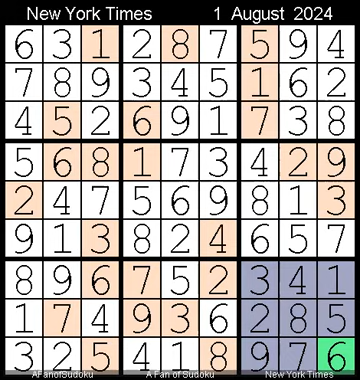 New York Times 1 August 2024
6 3 1 2 8 7 5 9 4
7 8 9 3 4 5 1 6 2
4 5 2 6 9 1 7 3 8
5 6 8 1 7 3 4 2 9
2 4 7 5 6 9 8 1 3
9 1 3 8 2 4 6 5 7
8 9 6 7 5 2 3 4 1
1 7 4 9 3 6 2 8 5
3 2 5 4 1 8 9 7 6
AFanofSudoku A Fan of Sudoku New York Times